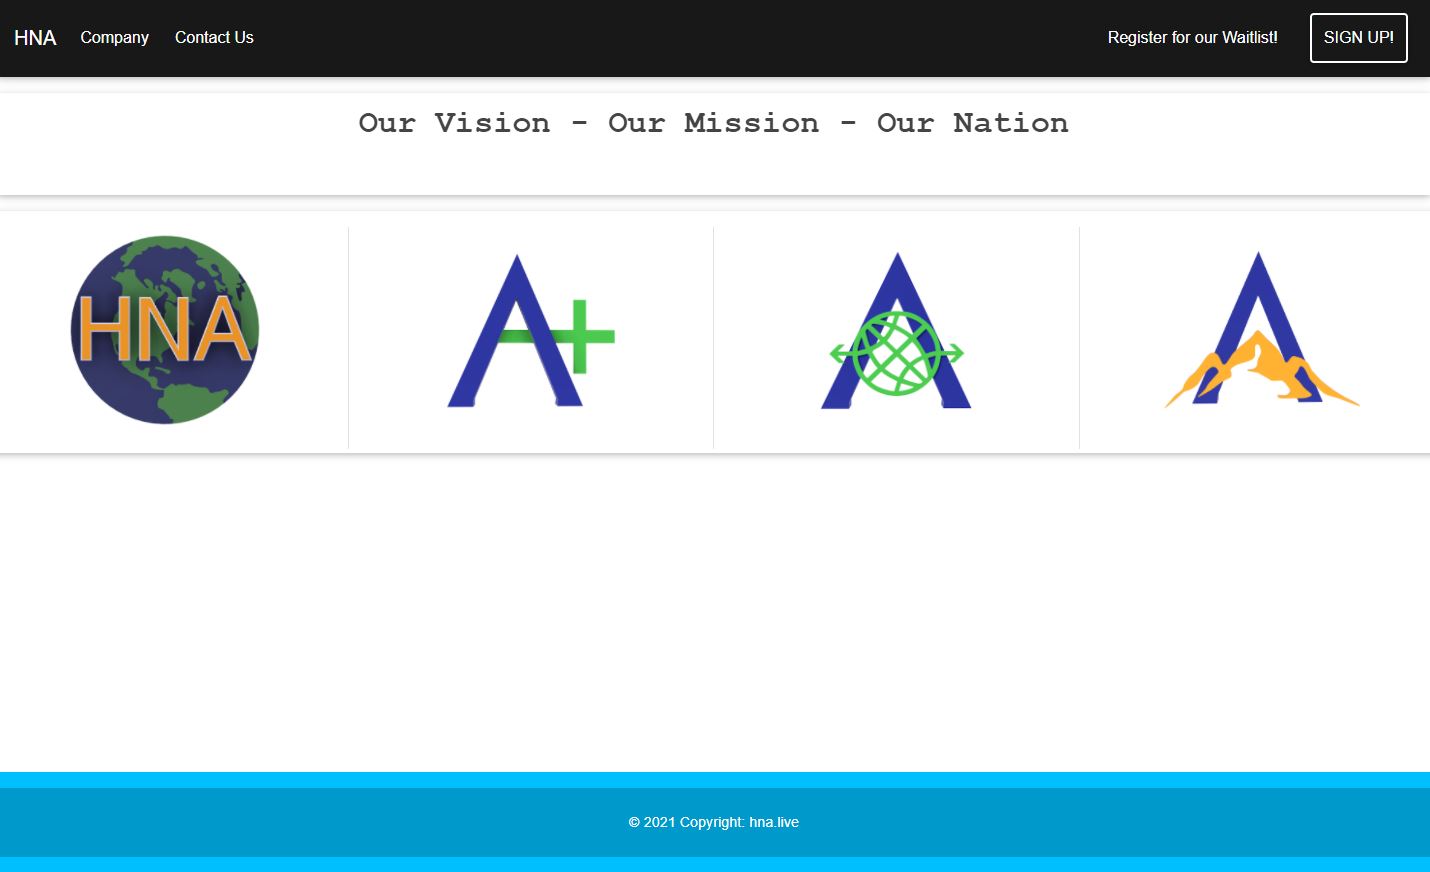 HNA Company Contact Us Register for our Waitlist! SIGN UP!
Our Vision - Our Mission - Our Nation
HNA
A+
A
A
© 2021 Copyright: hna.live